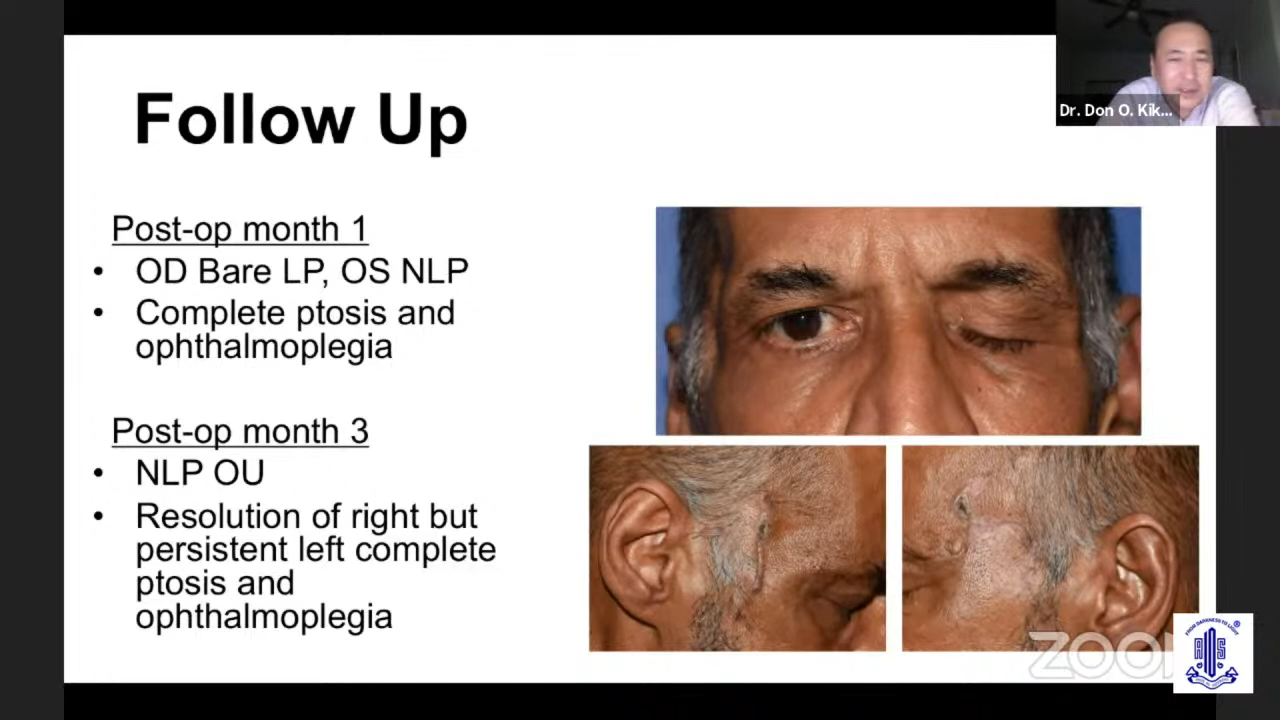 Follow Up
Dr. Don O. Kik...
Post-op month 1
• OD Bare LP, OS NLP
• Complete ptosis and
ophthalmoplegia
Post-op month 3
• NLP OU
• Resolution of right but
persistent left complete
ptosis and
ophthalmoplegia
zoom